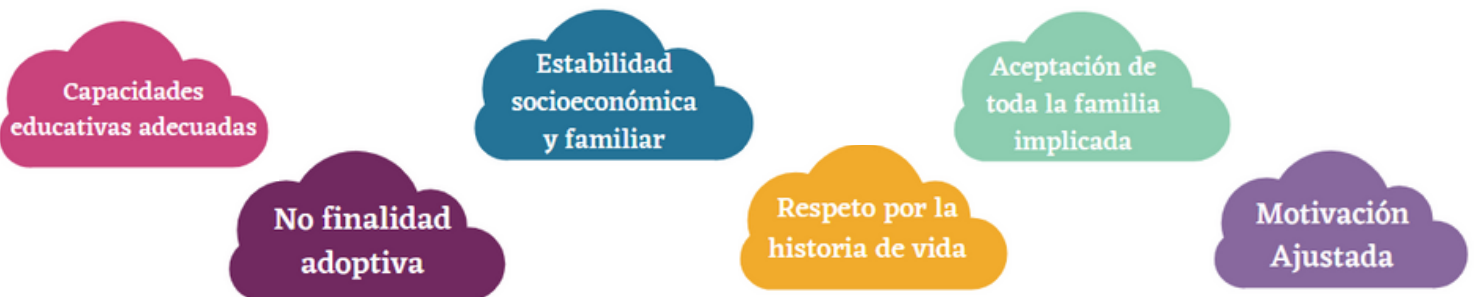 Capacidades
educativas adecuadas
No finalidad
adoptiva
Estabilidad
socioeconómica
y familiar
Respeto por la
historia de vida
Aceptación de
toda la familia
implicada
Motivación
Ajustada